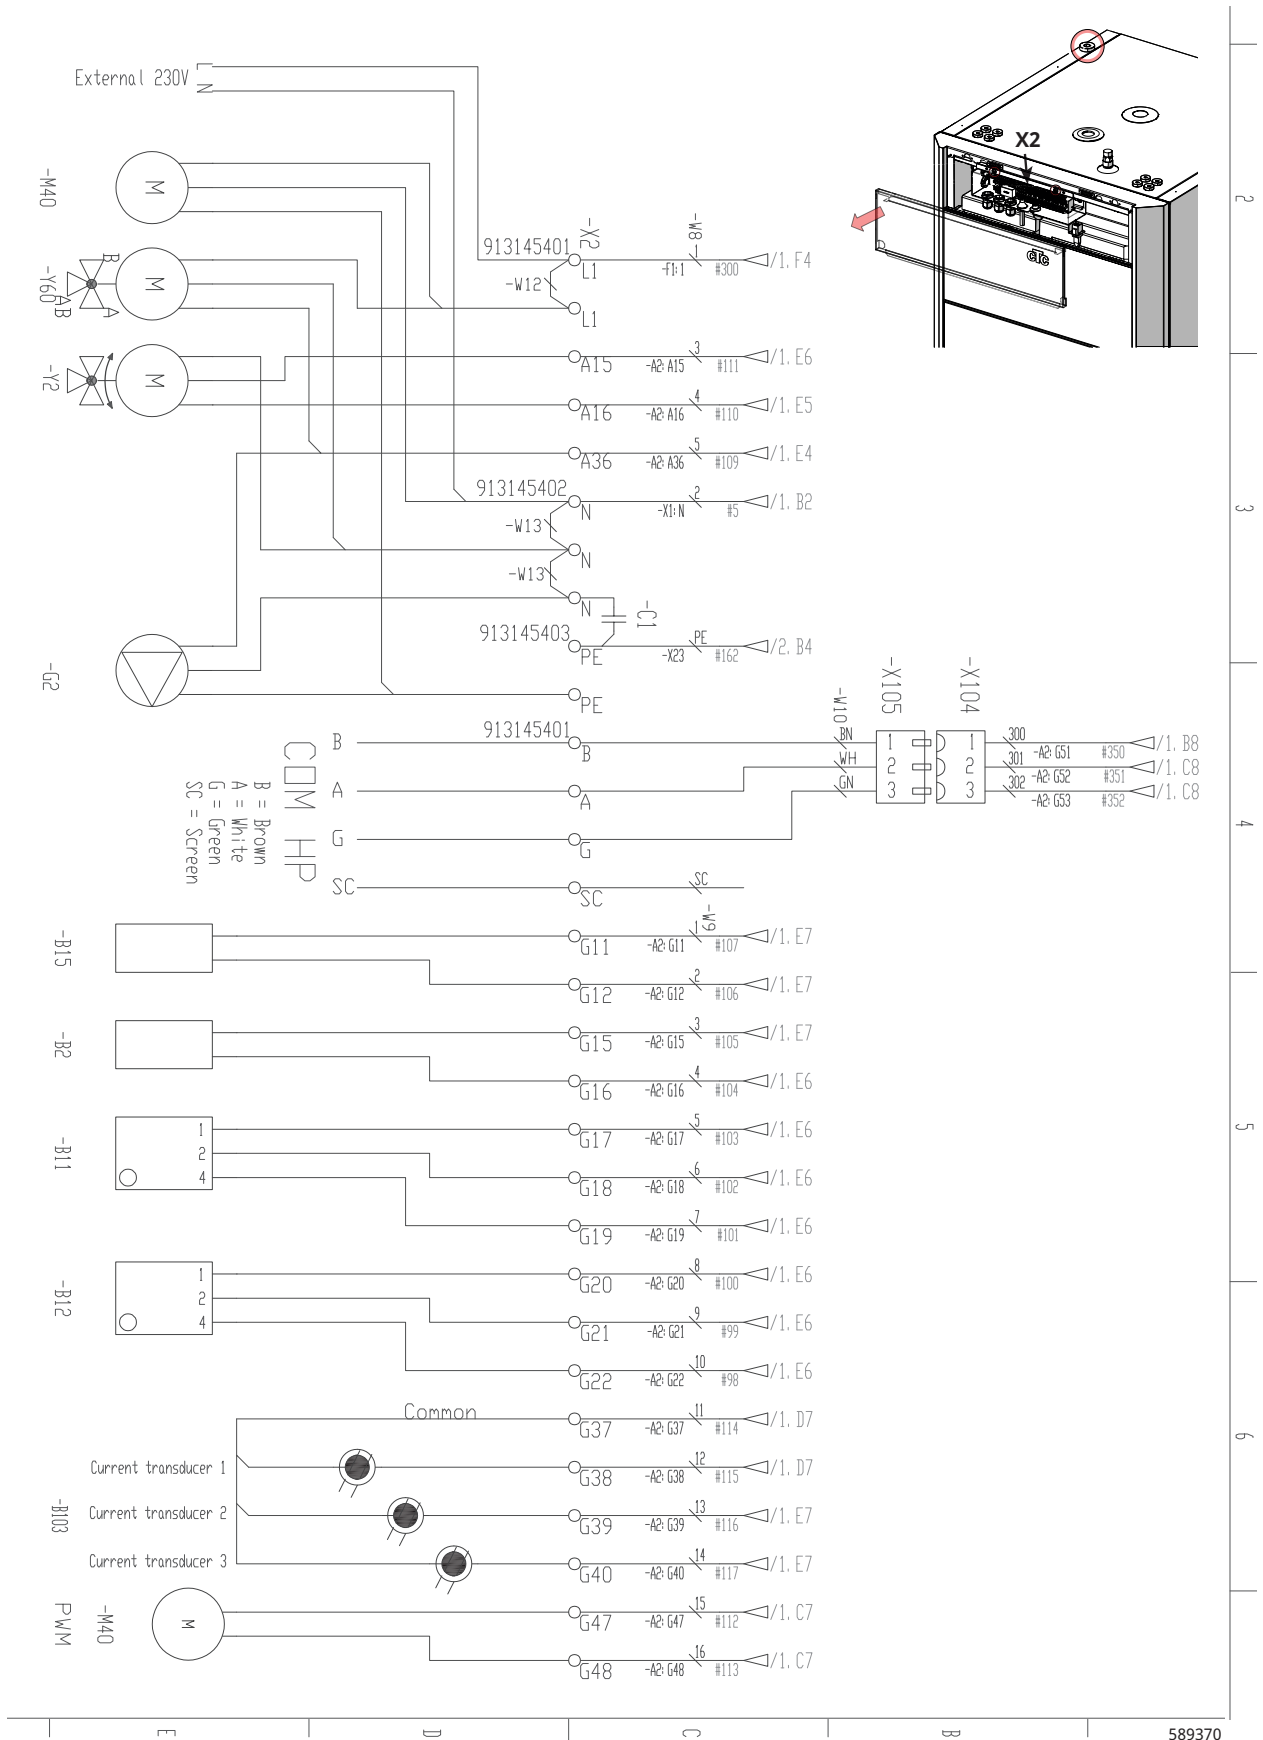 External 230V
L
N
X2
CTC
-M40
M
2
-X2
-W8
913145401
L1
1
-F1:1
#300
/1.F4
-Y60
B
AB
A
M
-W12
L1
-Y2
M
A15
3
-A2:A15
#111
/1.E6
A16
4
-A2:A16
#110
/1.E5
A36
5
-A2:A36
#109
/1.E4
913145402
N
2
-X1:N
#5
/1.B2
3
-W13
N
-W13
N
-C1
913145403
PE
PE
-X23
#162
/2.B4
-G2
PE
-W10
-X105
-X104
913145401
B
B
BN
1
1
300
-A2:G51
#350
/1.B8
WH
2
2
301
-A2:G52
#351
/1.C8
A
A
GN
3
3
302
-A2:G53
#352
/1.C8
COM HP
B = Brown
A = White
G = Green
SC = Screen
4
G
G
SC
SC
SC
-W9
-B15
G11
1
-A2:G11
#107
/1.E7
G12
2
-A2:G12
#106
/1.E7
-B2
G15
3
-A2:G15
#105
/1.E7
G16
4
-A2:G16
#104
/1.E6
-B11
1
2
4
G17
5
-A2:G17
#103
/1.E6
5
G18
6
-A2:G18
#102
/1.E6
G19
7
-A2:G19
#101
/1.E6
-B12
1
2
4
G20
8
-A2:G20
#100
/1.E6
G21
9
-A2:G21
#99
/1.E6
G22
10
-A2:G22
#98
/1.E6
Common
G37
11
-A2:G37
#114
/1.D7
6
-B103
Current transducer 1
G38
12
-A2:G38
#115
/1.D7
Current transducer 2
G39
13
-A2:G39
#116
/1.E7
Current transducer 3
G40
14
-A2:G40
#117
/1.E7
PWM
-M40
M
G47
15
-A2:G47
#112
/1.C7
G48
16
-A2:G48
#113
/1.C7
E
D
C
B
589370